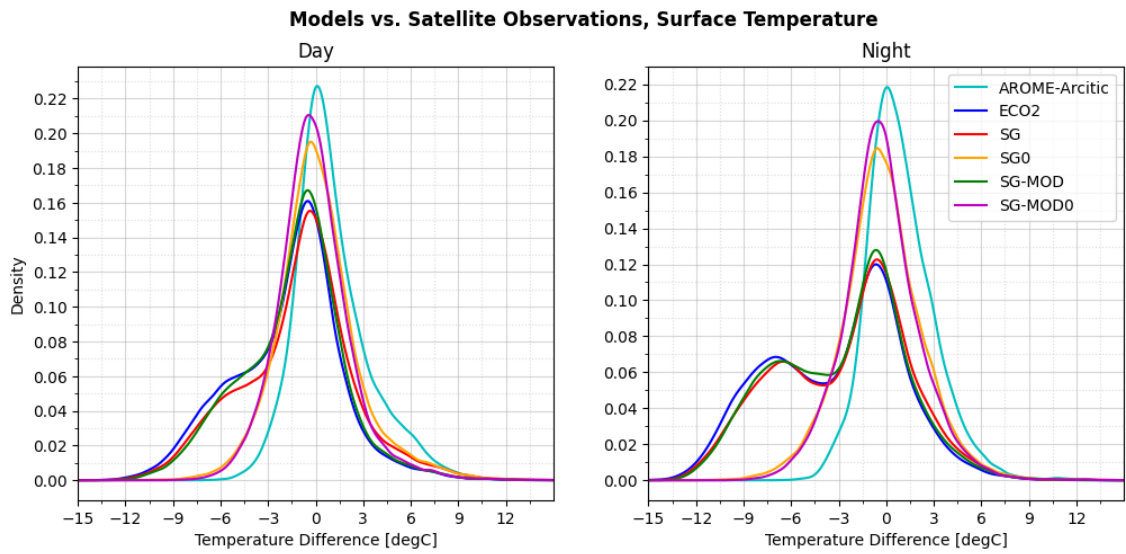 Models vs. Satellite Observations, Surface Temperature
Day
Density
0.22
0.20
0.18
0.16
0.14
0.12
0.10
0.08
0.06
0.04
0.02
0.00
−15 −12 −9 −6 −3 0 3 6 9 12
Temperature Difference [degC]
Night
0.22
0.20
0.18
0.16
0.14
0.12
0.10
0.08
0.06
0.04
0.02
0.00
AROME-Arcitic
ECO2
SG
SG0
SG-MOD
SG-MOD0
−15 −12 −9 −6 −3 0 3 6 9 12
Temperature Difference [degC]